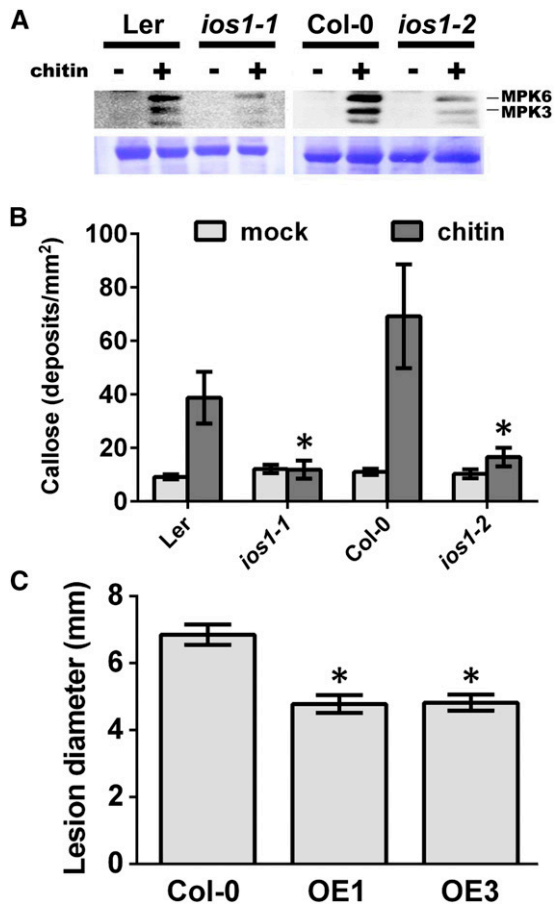 A
Ler ios1-1 Col-0 ios1-2
chitin - + - + - + - +
MPK6
MPK3
B
mock chitin
Callose (deposits/mm²)
100
80
60
40
20
0
* *
Ler ios1-1 Col-0 ios1-2
C
Lesion diameter (mm)
8
6
4
2
0
* *
Col-0 OE1 OE3